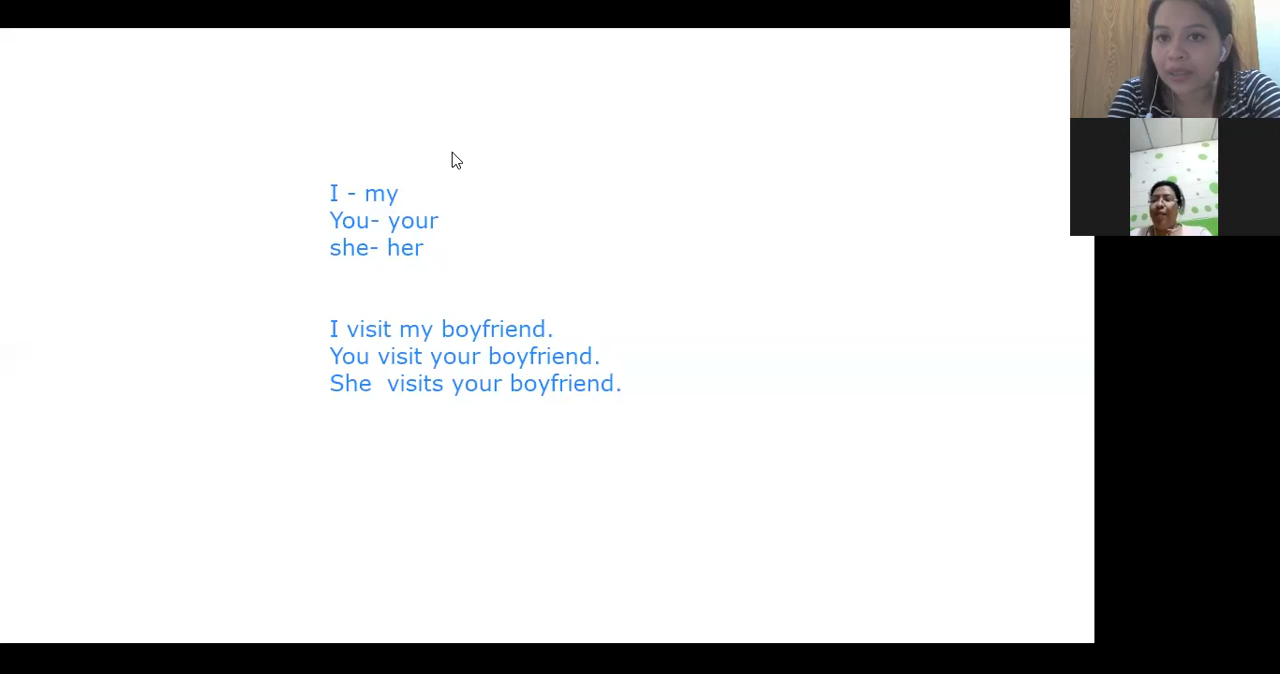 I - my
You- your
she- her
I visit my boyfriend.
You visit your boyfriend.
She  visits your boyfriend.